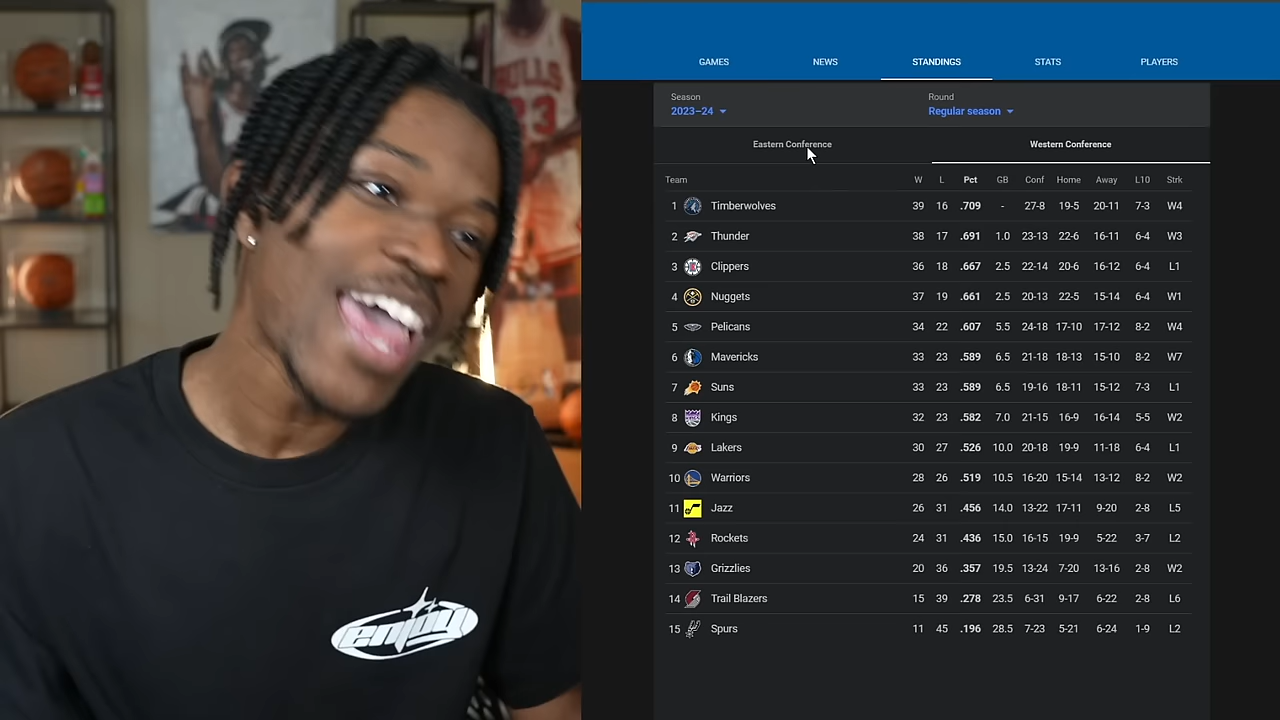 BULLS
23
enjoy
GAMES NEWS STANDINGS STATS PLAYERS
Season Round
2023–24 Regular season
Eastern Conference Western Conference
Team W L Pct GB Conf Home Away L10 Strk
1 Timberwolves 39 16 .709 - 27-8 19-5 20-11 7-3 W4
2 Thunder 38 17 .691 1.0 23-13 22-6 16-11 6-4 W3
3 Clippers 36 18 .667 2.5 22-14 20-6 16-12 6-4 L1
4 Nuggets 37 19 .661 2.5 20-13 22-5 15-14 6-4 W1
5 Pelicans 34 22 .607 5.5 24-18 17-10 17-12 8-2 W4
6 Mavericks 33 23 .589 6.5 21-18 18-13 15-10 8-2 W7
7 Suns 33 23 .589 6.5 19-16 18-11 15-12 7-3 L1
8 Kings 32 23 .582 7.0 21-15 16-9 16-14 5-5 W2
9 Lakers 30 27 .526 10.0 20-18 19-9 11-18 6-4 L1
10 Warriors 28 26 .519 10.5 16-20 15-14 13-12 8-2 W2
11 Jazz 26 31 .456 14.0 13-22 17-11 9-20 2-8 L5
12 Rockets 24 31 .436 15.0 16-15 19-9 5-22 3-7 L2
13 Grizzlies 20 36 .357 19.5 13-24 7-20 13-16 2-8 W2
14 Trail Blazers 15 39 .278 23.5 6-31 9-17 6-22 2-8 L6
15 Spurs 11 45 .196 28.5 7-23 5-21 6-24 1-9 L2